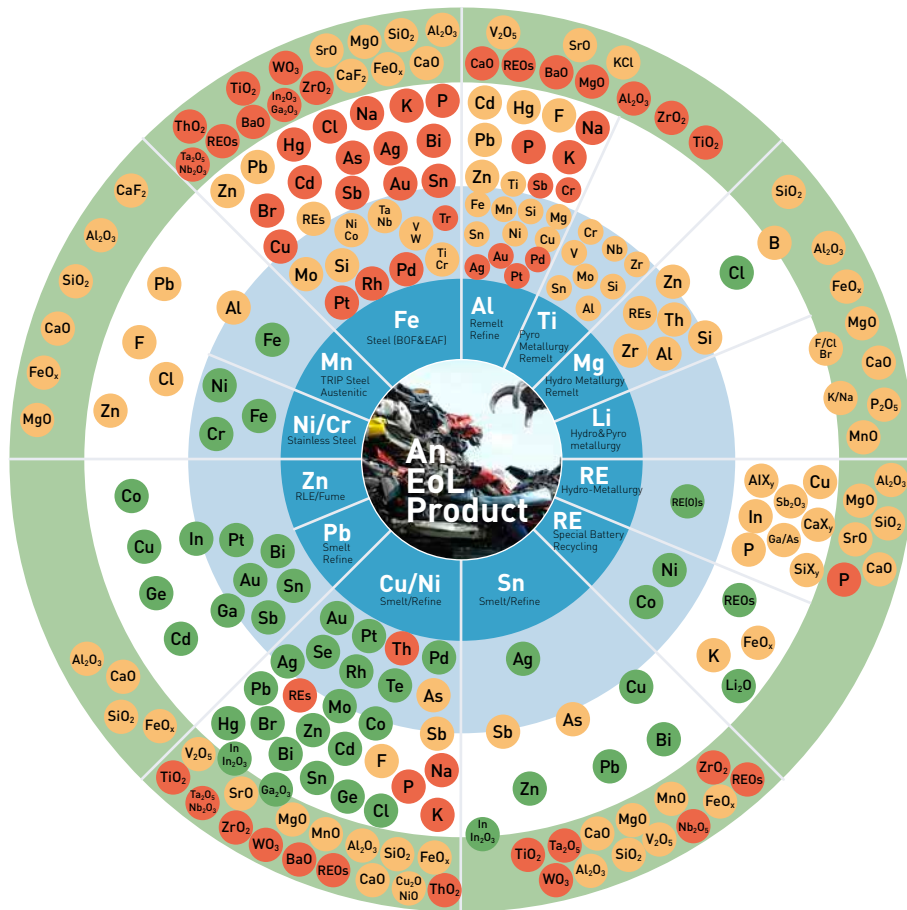 An
EoL
Product
Fe
Steel (BOF&EAF)
Al
Remelt
Refine
Ti
Pyro
Metallurgy
Remelt
Mg
Hydro Metallurgy
Remelt
Li
Hydro&Pyro
metallurgy
RE
Hydro-Metallurgy
RE
Special Battery
Recycling
Sn
Smelt/Refine
Cu/Ni
Smelt/Refine
Pb
Smelt
Refine
Zn
RLE/Fume
Ni/Cr
Stainless Steel
Mn
TRIP Steel
Austenitic
SrO
MgO
SiO₂
Al₂O₃
WO₃
CaF₂
FeOₓ
CaO
TiO₂
In₂O₃
Ga₂O₃
ZrO₂
ThO₂
REOs
BaO
Ta₂O₅
Nb₂O₃
Zn
Pb
Hg
Cl
Na
K
P
Br
Cd
As
Ag
Bi
Cu
Sb
Au
Sn
REs
Ni
Co
Ta
Nb
V
W
Tr
Mo
Si
Ti
Cr
Pt
Rh
Pd
V₂O₅
SrO
KCl
CaO
REOs
BaO
MgO
Al₂O₃
ZrO₂
TiO₂
Cd
Hg
F
Na
Pb
P
K
Zn
Ti
Sb
Cr
Fe
Mn
Si
Mg
Sn
Ni
Cu
Ag
Au
Pd
Pt
Cr
Nb
Zr
V
Mo
Si
Sn
Al
SiO₂
B
Cl
Zn
REs
Th
Si
Zr
Al
Al₂O₃
FeOₓ
MgO
CaO
P₂O₅
MnO
F/Cl
Br
K/Na
RE(O)s
AlXᵧ
Cu
Sb₂O₃
In
CaXᵧ
Ga/As
P
SiXᵧ
Al₂O₃
MgO
SiO₂
SrO
CaO
P
Ni
Co
REOs
FeOₓ
K
Li₂O
Ag
Cu
As
Sb
Bi
Pb
Zn
In
In₂O₃
ZrO₂
REOs
MnO
FeOₓ
MgO
Nb₂O₅
CaO
V₂O₅
Ta₂O₅
SiO₂
TiO₂
Al₂O₃
WO₃
Au
Pt
Th
Pd
Ag
Se
Rh
Te
As
Pb
REs
Mo
Co
Sb
Hg
Br
Zn
Cd
F
Na
Bi
Sn
Ge
Cl
P
K
In
In₂O₃
Ga₂O₃
V₂O₅
TiO₂
Ta₂O₅
Nb₂O₃
SrO
ZrO₂
MgO
WO₃
MnO
BaO
Al₂O₃
REOs
SiO₂
CaO
FeOₓ
Cu₂O
NiO
ThO₂
Co
Cu
In
Pt
Bi
Ge
Au
Sn
Ga
Sb
Cd
Al₂O₃
CaO
SiO₂
FeOₓ
CaF₂
Al₂O₃
SiO₂
CaO
FeOₓ
MgO
Pb
F
Cl
Zn
Al
Fe
Ni
Fe
Cr